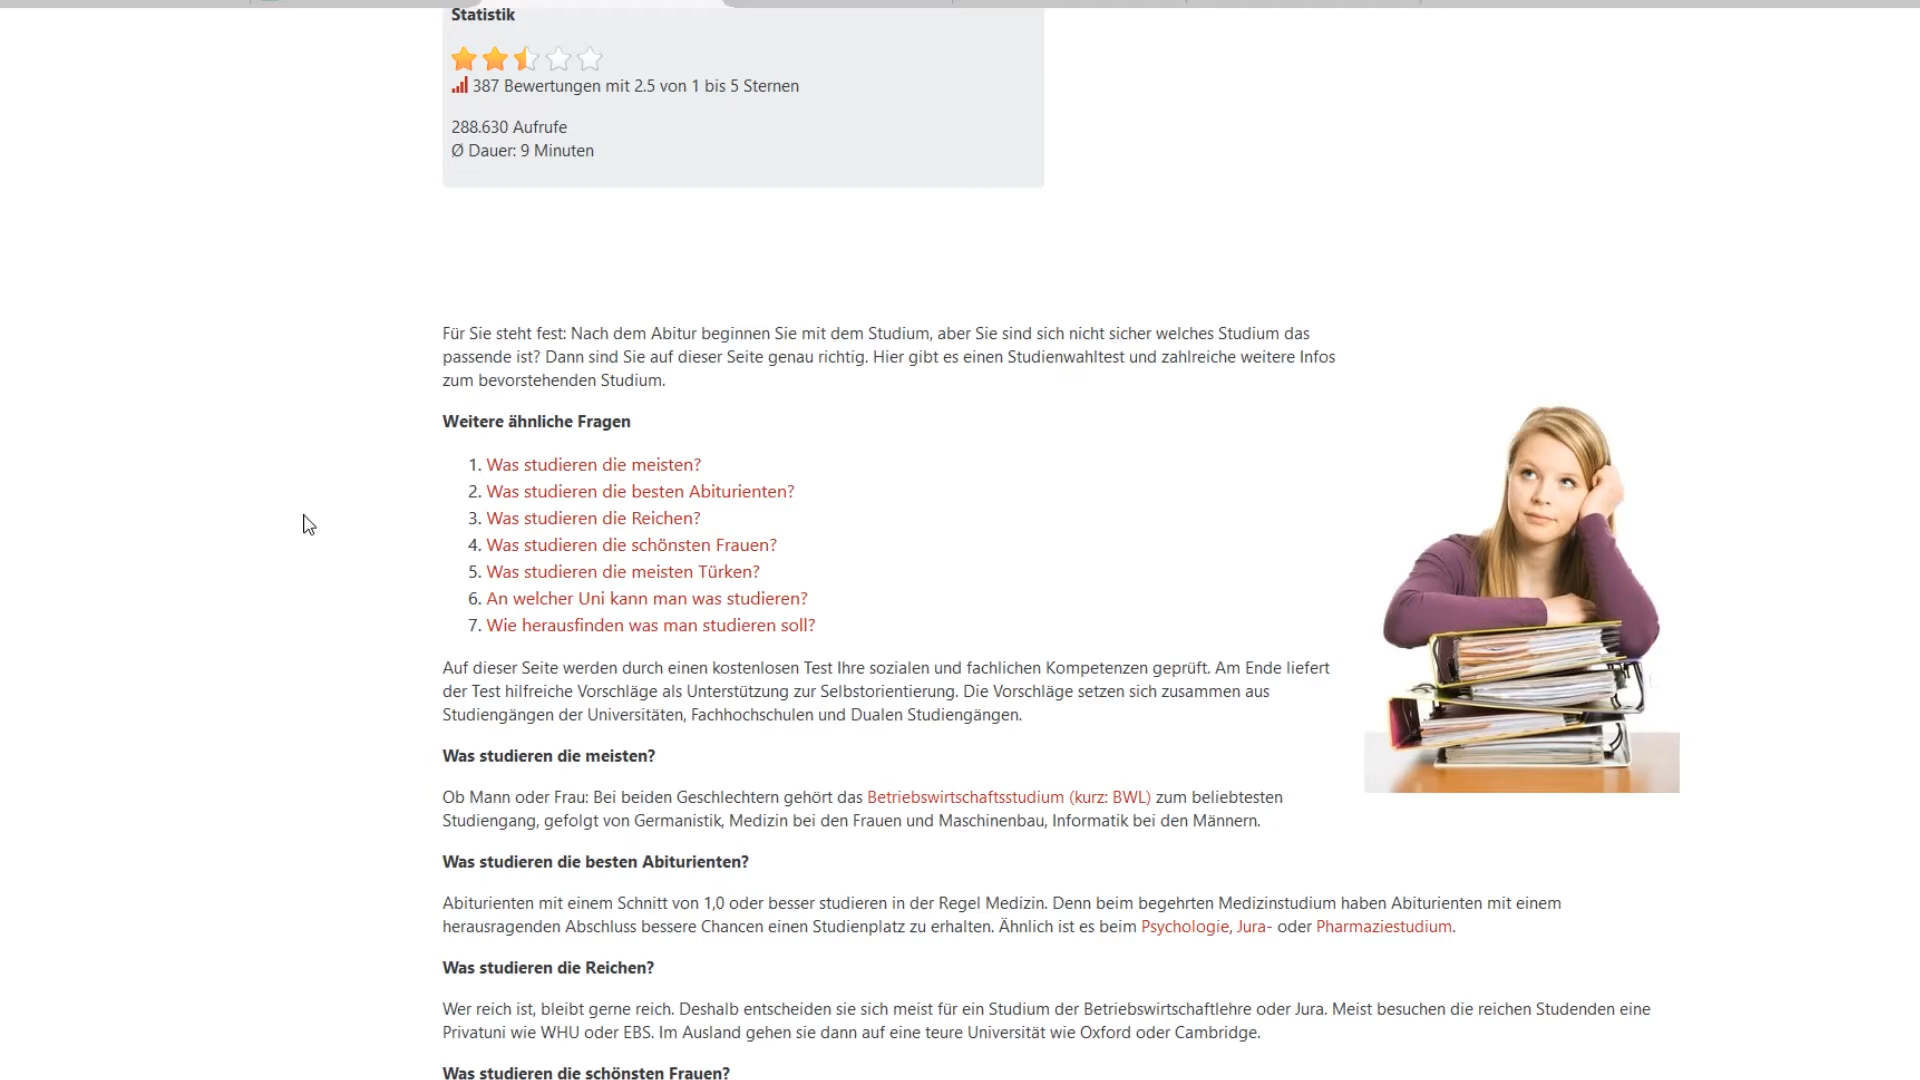 Statistik
387 Bewertungen mit 2.5 von 1 bis 5 Sternen
288.630 Aufrufe
Ø Dauer: 9 Minuten
Für Sie steht fest: Nach dem Abitur beginnen Sie mit dem Studium, aber Sie sind sich nicht sicher welches Studium das
passende ist? Dann sind Sie auf dieser Seite genau richtig. Hier gibt es einen Studienwahltest und zahlreiche weitere Infos
zum bevorstehenden Studium.
Weitere ähnliche Fragen
1. Was studieren die meisten?
2. Was studieren die besten Abiturienten?
3. Was studieren die Reichen?
4. Was studieren die schönsten Frauen?
5. Was studieren die meisten Türken?
6. An welcher Uni kann man was studieren?
7. Wie herausfinden was man studieren soll?
Auf dieser Seite werden durch einen kostenlosen Test Ihre sozialen und fachlichen Kompetenzen geprüft. Am Ende liefert
der Test hilfreiche Vorschläge als Unterstützung zur Selbstorientierung. Die Vorschläge setzen sich zusammen aus
Studiengängen der Universitäten, Fachhochschulen und Dualen Studiengängen.
Was studieren die meisten?
Ob Mann oder Frau: Bei beiden Geschlechtern gehört das Betriebswirtschaftsstudium (kurz: BWL) zum beliebtesten
Studiengang, gefolgt von Germanistik, Medizin bei den Frauen und Maschinenbau, Informatik bei den Männern.
Was studieren die besten Abiturienten?
Abiturienten mit einem Schnitt von 1,0 oder besser studieren in der Regel Medizin. Denn beim begehrten Medizinstudium haben Abiturienten mit einem
herausragenden Abschluss bessere Chancen einen Studienplatz zu erhalten. Ähnlich ist es beim Psychologie, Jura- oder Pharmaziestudium.
Was studieren die Reichen?
Wer reich ist, bleibt gerne reich. Deshalb entscheiden sie sich meist für ein Studium der Betriebswirtschaftlehre oder Jura. Meist besuchen die reichen Studenden eine
Privatuni wie WHU oder EBS. Im Ausland gehen sie dann auf eine teure Universität wie Oxford oder Cambridge.
Was studieren die schönsten Frauen?